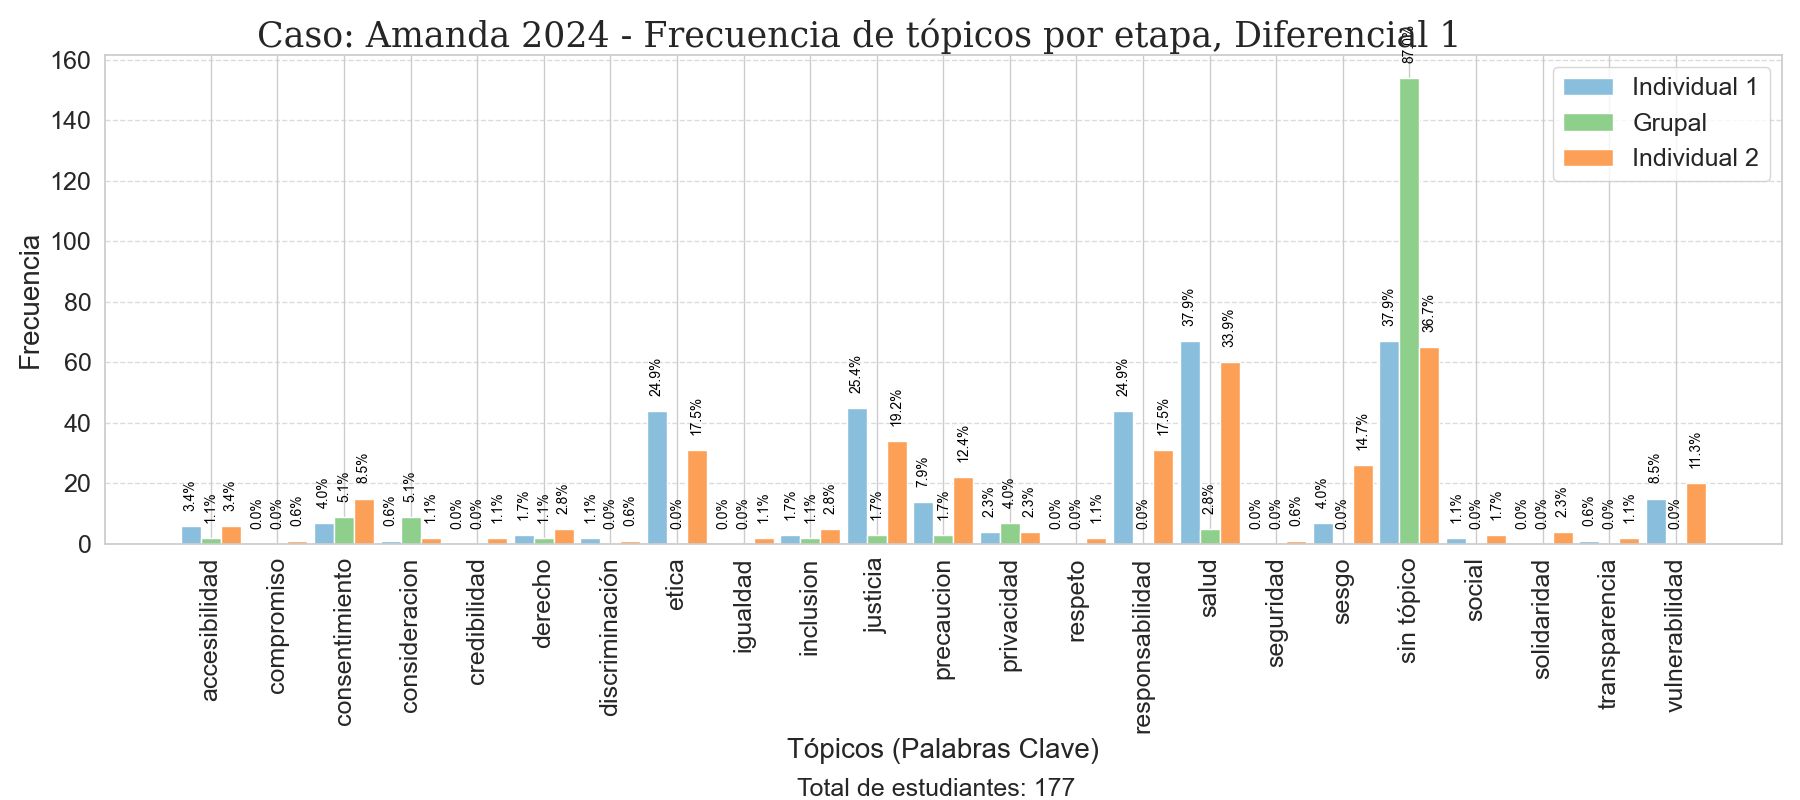 Caso: Amanda 2024 - Frecuencia de tópicos por etapa, Diferencial 1
Individual 1
Grupal
Individual 2
Frecuencia
160
140
120
100
80
60
40
20
0
3.4% 1.1% 3.4%
0.0% 0.0% 0.6%
4.0% 5.1% 8.5%
0.6% 5.1% 1.1%
0.0% 0.0% 1.1%
1.7% 1.1% 2.8%
1.1% 0.0% 0.6%
24.9% 0.0% 17.5%
0.0% 0.0% 1.1%
1.7% 1.1% 2.8%
25.4% 1.7% 19.2%
7.9% 1.7% 12.4%
2.3% 4.0% 2.3%
0.0% 0.0% 1.1%
24.9% 0.0% 17.5%
37.9% 2.8% 33.9%
0.0% 0.0% 0.6%
4.0% 0.0% 14.7%
37.9% 36.7%
1.1% 0.0% 1.7%
0.0% 0.0% 2.3%
0.6% 0.0% 1.1%
8.5% 0.0% 11.3%
accesibilidad
compromiso
consentimiento
consideracion
credibilidad
derecho
discriminación
etica
igualdad
inclusion
justicia
precaucion
privacidad
respeto
responsabilidad
salud
seguridad
sesgo
sin tópico
social
solidaridad
transparencia
vulnerabilidad
Tópicos (Palabras Clave)
Total de estudiantes: 177